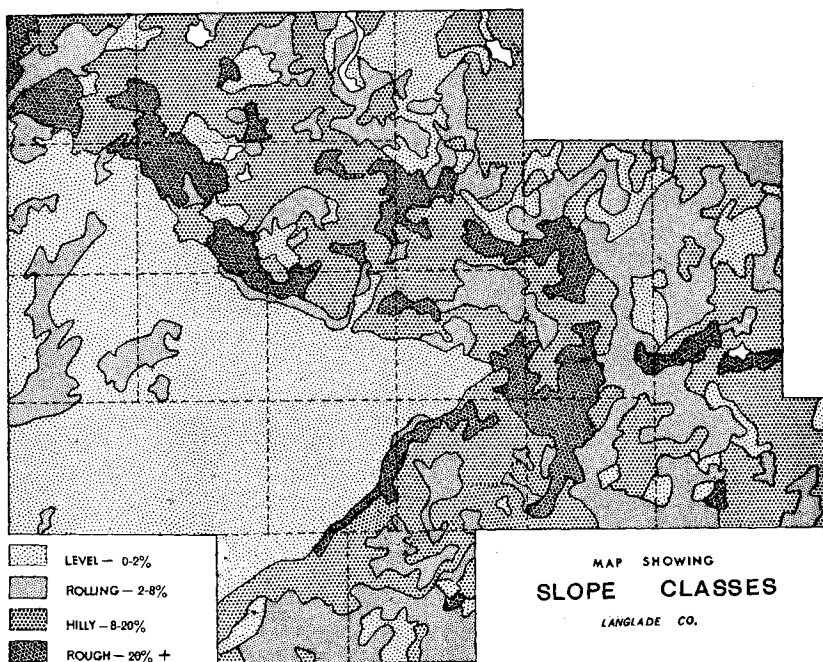 LEVEL — 0-2%
ROLLING — 2-8%
HILLY — 8-20%
ROUGH — 20% +
MAP SHOWING
SLOPE CLASSES
LANGLADE CO.